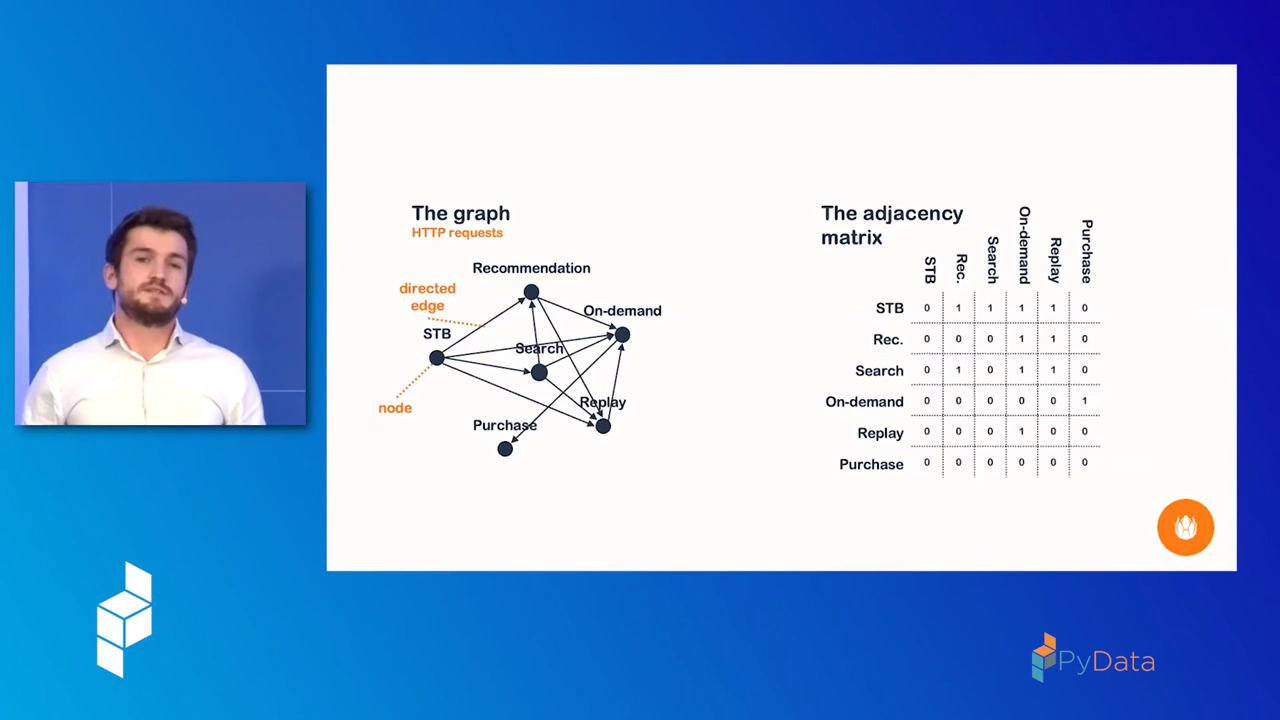 The graph
HTTP requests
Recommendation
directed
edge
On-demand
STB
Search
node
Replay
Purchase
The adjacency
matrix
STB
Rec.
Search
On-demand
Replay
Purchase
STB 0 1 1 1 1 0
Rec. 0 0 0 1 1 0
Search 0 1 0 1 1 0
On-demand 0 0 0 0 0 1
Replay 0 0 0 1 0 0
Purchase 0 0 0 0 0 0
PyData